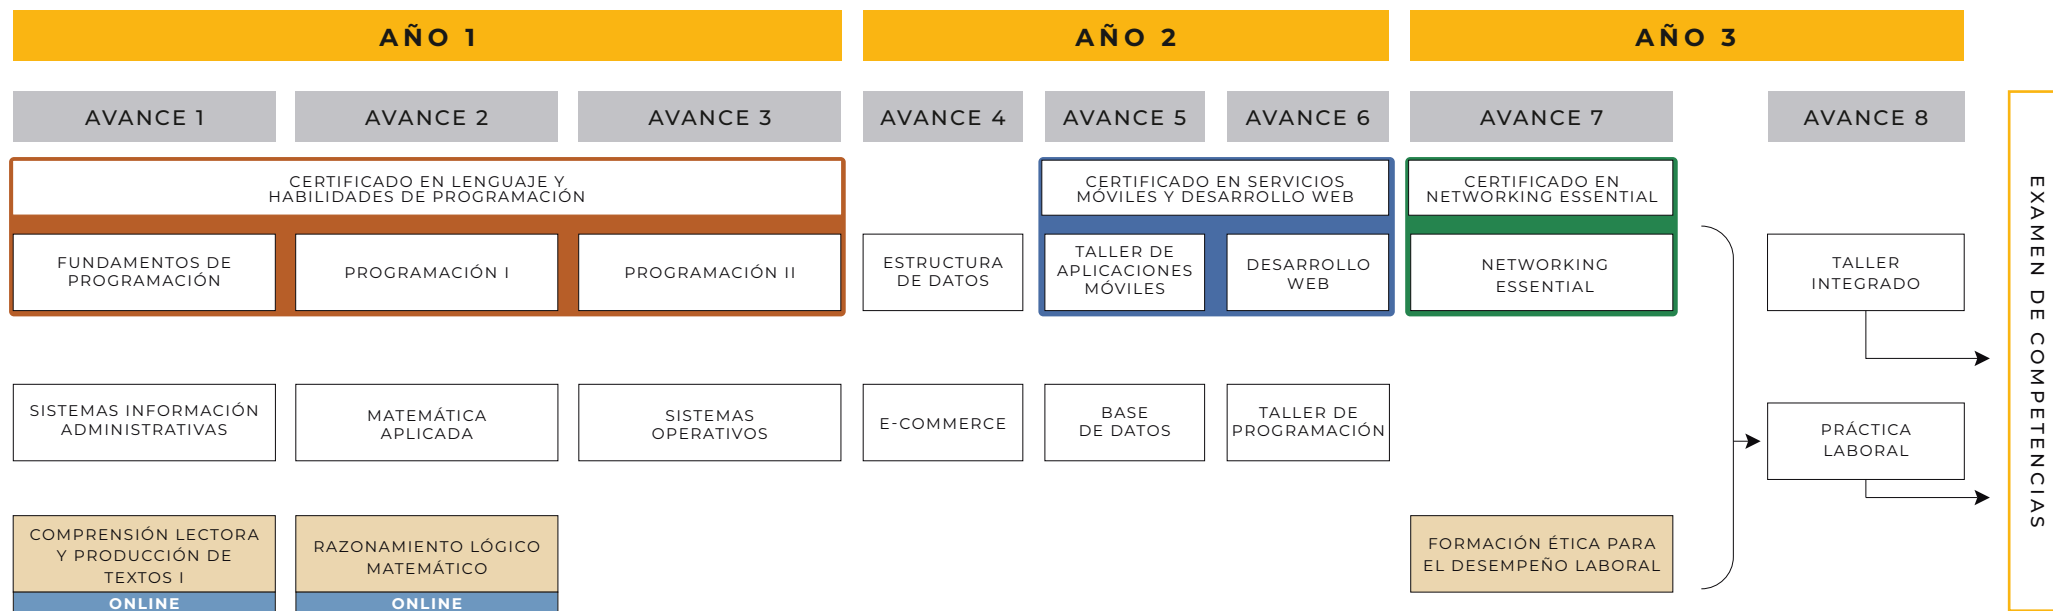 AÑO 1
AÑO 2
AÑO 3
AVANCE 1
AVANCE 2
AVANCE 3
AVANCE 4
AVANCE 5
AVANCE 6
AVANCE 7
AVANCE 8
CERTIFICADO EN LENGUAJE Y
HABILIDADES DE PROGRAMACIÓN
CERTIFICADO EN SERVICIOS
MÓVILES Y DESARROLLO WEB
CERTIFICADO EN
NETWORKING ESSENTIAL
FUNDAMENTOS DE
PROGRAMACIÓN
PROGRAMACIÓN I
PROGRAMACIÓN II
ESTRUCTURA
DE DATOS
TALLER DE
APLICACIONES
MÓVILES
DESARROLLO
WEB
NETWORKING
ESSENTIAL
TALLER
INTEGRADO
SISTEMAS INFORMACIÓN
ADMINISTRATIVAS
MATEMÁTICA
APLICADA
SISTEMAS
OPERATIVOS
E-COMMERCE
BASE
DE DATOS
TALLER DE
PROGRAMACIÓN
PRÁCTICA
LABORAL
COMPRENSIÓN LECTORA
Y PRODUCCIÓN DE
TEXTOS I
ONLINE
RAZONAMIENTO LÓGICO
MATEMÁTICO
ONLINE
FORMACIÓN ÉTICA PARA
EL DESEMPEÑO LABORAL
EXAMEN DE COMPETENCIAS